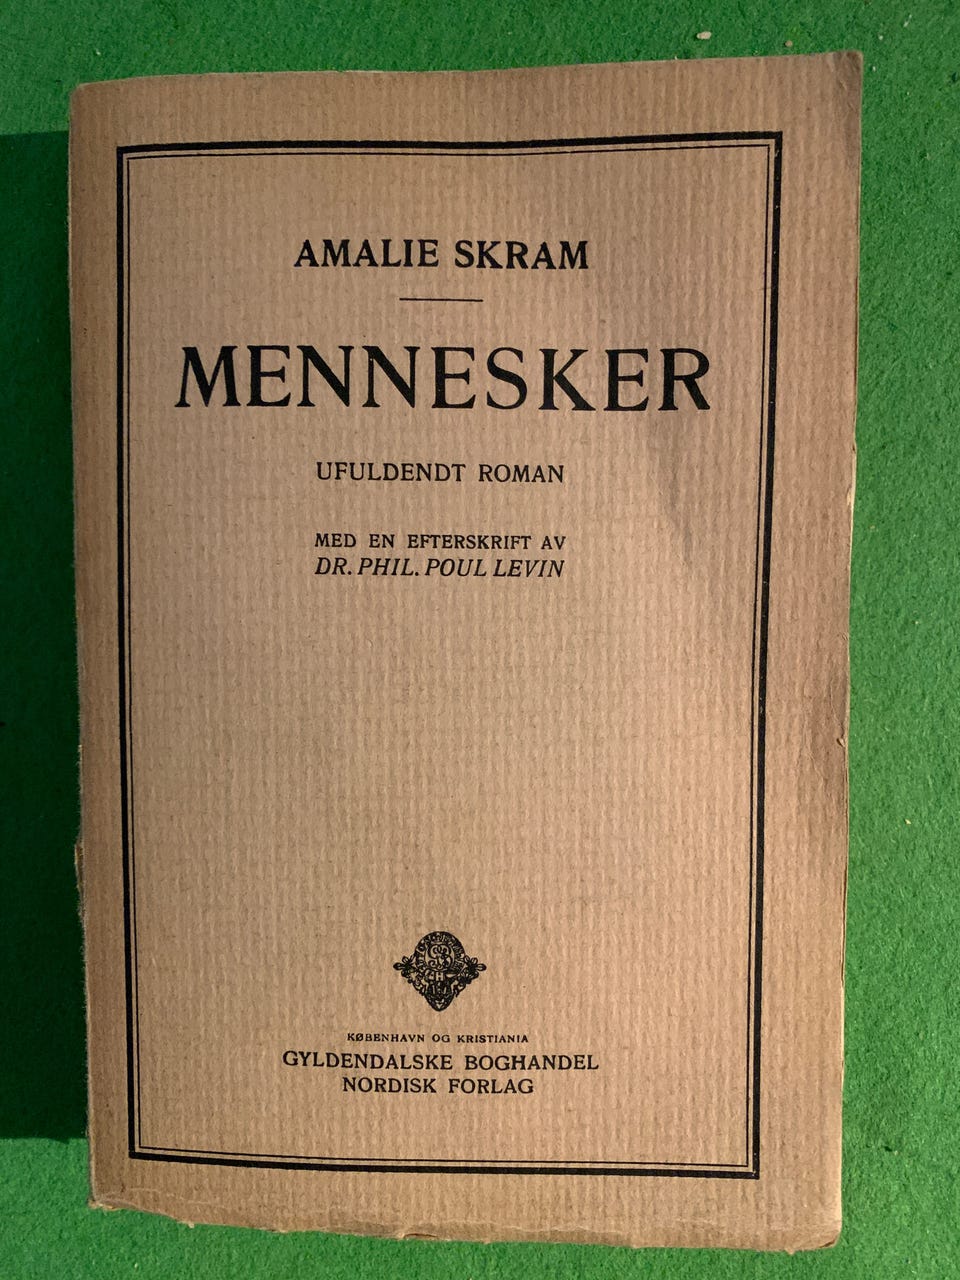 AMALIE SKRAM
MENNESKER
UFULDENDT ROMAN
MED EN EFTERSKRIFT AV
DR. PHIL. POUL LEVIN
KØBENHAVN OG KRISTIANIA
GYLDENDALSKE BOGHANDEL
NORDISK FORLAG